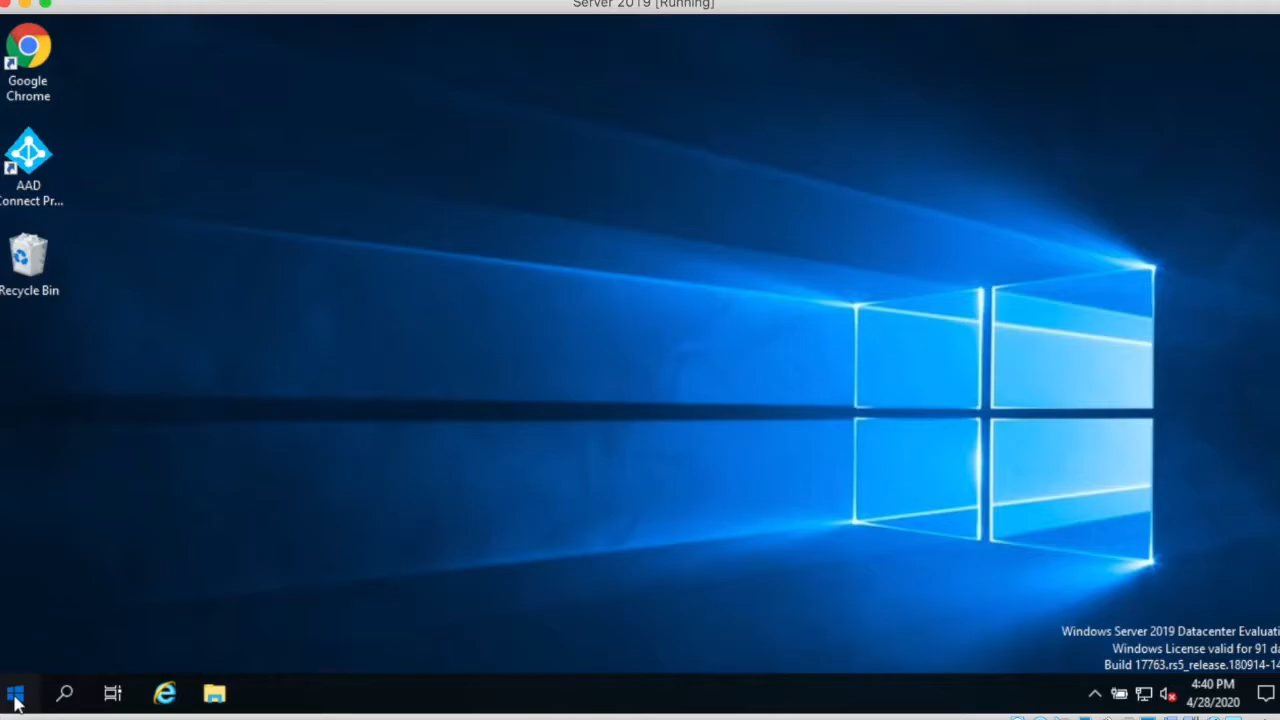 Server 2019 [Running]
Google
Chrome
AAD
Connect Pr...
Recycle Bin
Windows Server 2019 Datacenter Evaluati
Windows License valid for 91 da
Build 17763.rs5_release.180914-14
4:40 PM
4/28/2020